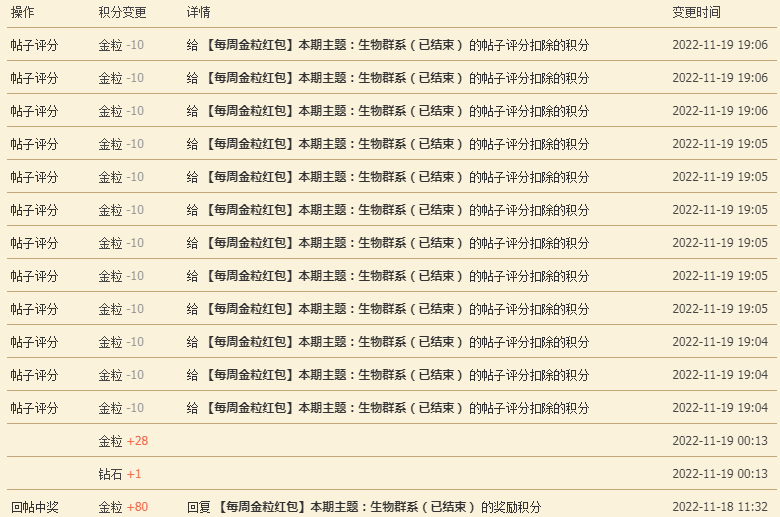 操作 积分变更 详情 变更时间
帖子评分 金粒 -10 给 【每周金粒红包】本期主题：生物群系（已结束） 的帖子评分扣除的积分 2022-11-19 19:06
帖子评分 金粒 -10 给 【每周金粒红包】本期主题：生物群系（已结束） 的帖子评分扣除的积分 2022-11-19 19:06
帖子评分 金粒 -10 给 【每周金粒红包】本期主题：生物群系（已结束） 的帖子评分扣除的积分 2022-11-19 19:06
帖子评分 金粒 -10 给 【每周金粒红包】本期主题：生物群系（已结束） 的帖子评分扣除的积分 2022-11-19 19:05
帖子评分 金粒 -10 给 【每周金粒红包】本期主题：生物群系（已结束） 的帖子评分扣除的积分 2022-11-19 19:05
帖子评分 金粒 -10 给 【每周金粒红包】本期主题：生物群系（已结束） 的帖子评分扣除的积分 2022-11-19 19:05
帖子评分 金粒 -10 给 【每周金粒红包】本期主题：生物群系（已结束） 的帖子评分扣除的积分 2022-11-19 19:05
帖子评分 金粒 -10 给 【每周金粒红包】本期主题：生物群系（已结束） 的帖子评分扣除的积分 2022-11-19 19:05
帖子评分 金粒 -10 给 【每周金粒红包】本期主题：生物群系（已结束） 的帖子评分扣除的积分 2022-11-19 19:05
帖子评分 金粒 -10 给 【每周金粒红包】本期主题：生物群系（已结束） 的帖子评分扣除的积分 2022-11-19 19:04
帖子评分 金粒 -10 给 【每周金粒红包】本期主题：生物群系（已结束） 的帖子评分扣除的积分 2022-11-19 19:04
帖子评分 金粒 -10 给 【每周金粒红包】本期主题：生物群系（已结束） 的帖子评分扣除的积分 2022-11-19 19:04
金粒 +28 2022-11-19 00:13
钻石 +1 2022-11-19 00:13
回帖中奖 金粒 +80 回复 【每周金粒红包】本期主题：生物群系（已结束） 的奖励积分 2022-11-18 11:32